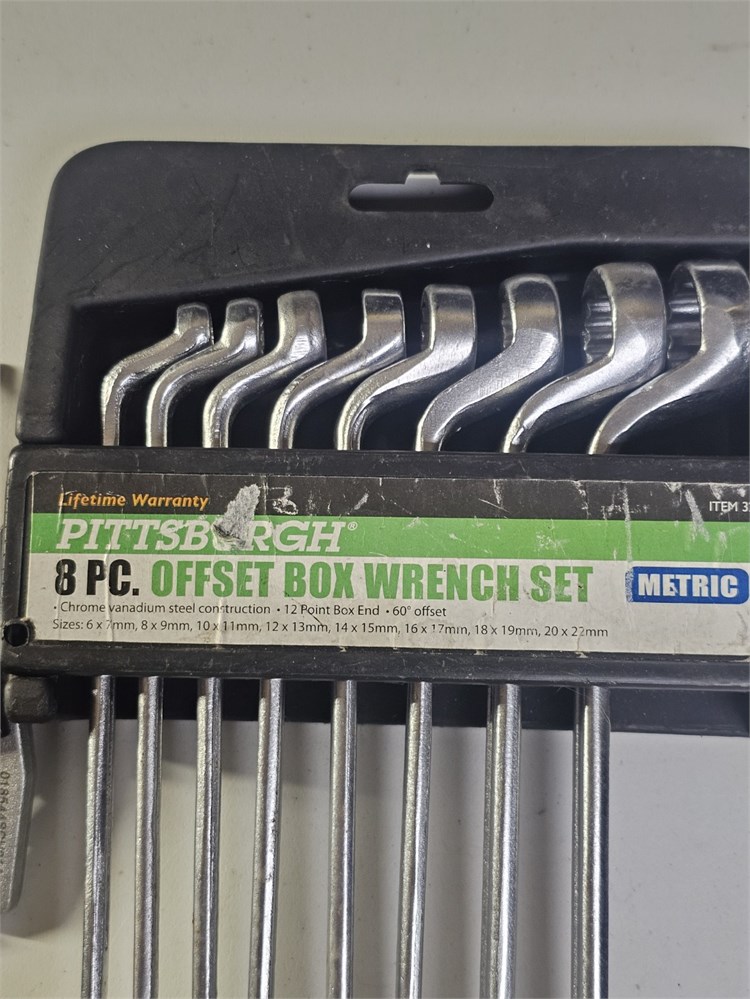 Lifetime Warranty
ITEM
PITTSBURGH®
8 PC. OFFSET BOX WRENCH SET
METRIC
• Chrome vanadium steel construction • 12 Point Box End • 60° offset
Sizes: 6 x 7mm, 8 x 9mm, 10 x 11mm, 12 x 13mm, 14 x 15mm, 16 x 17mm, 18 x 19mm, 20 x 22mm